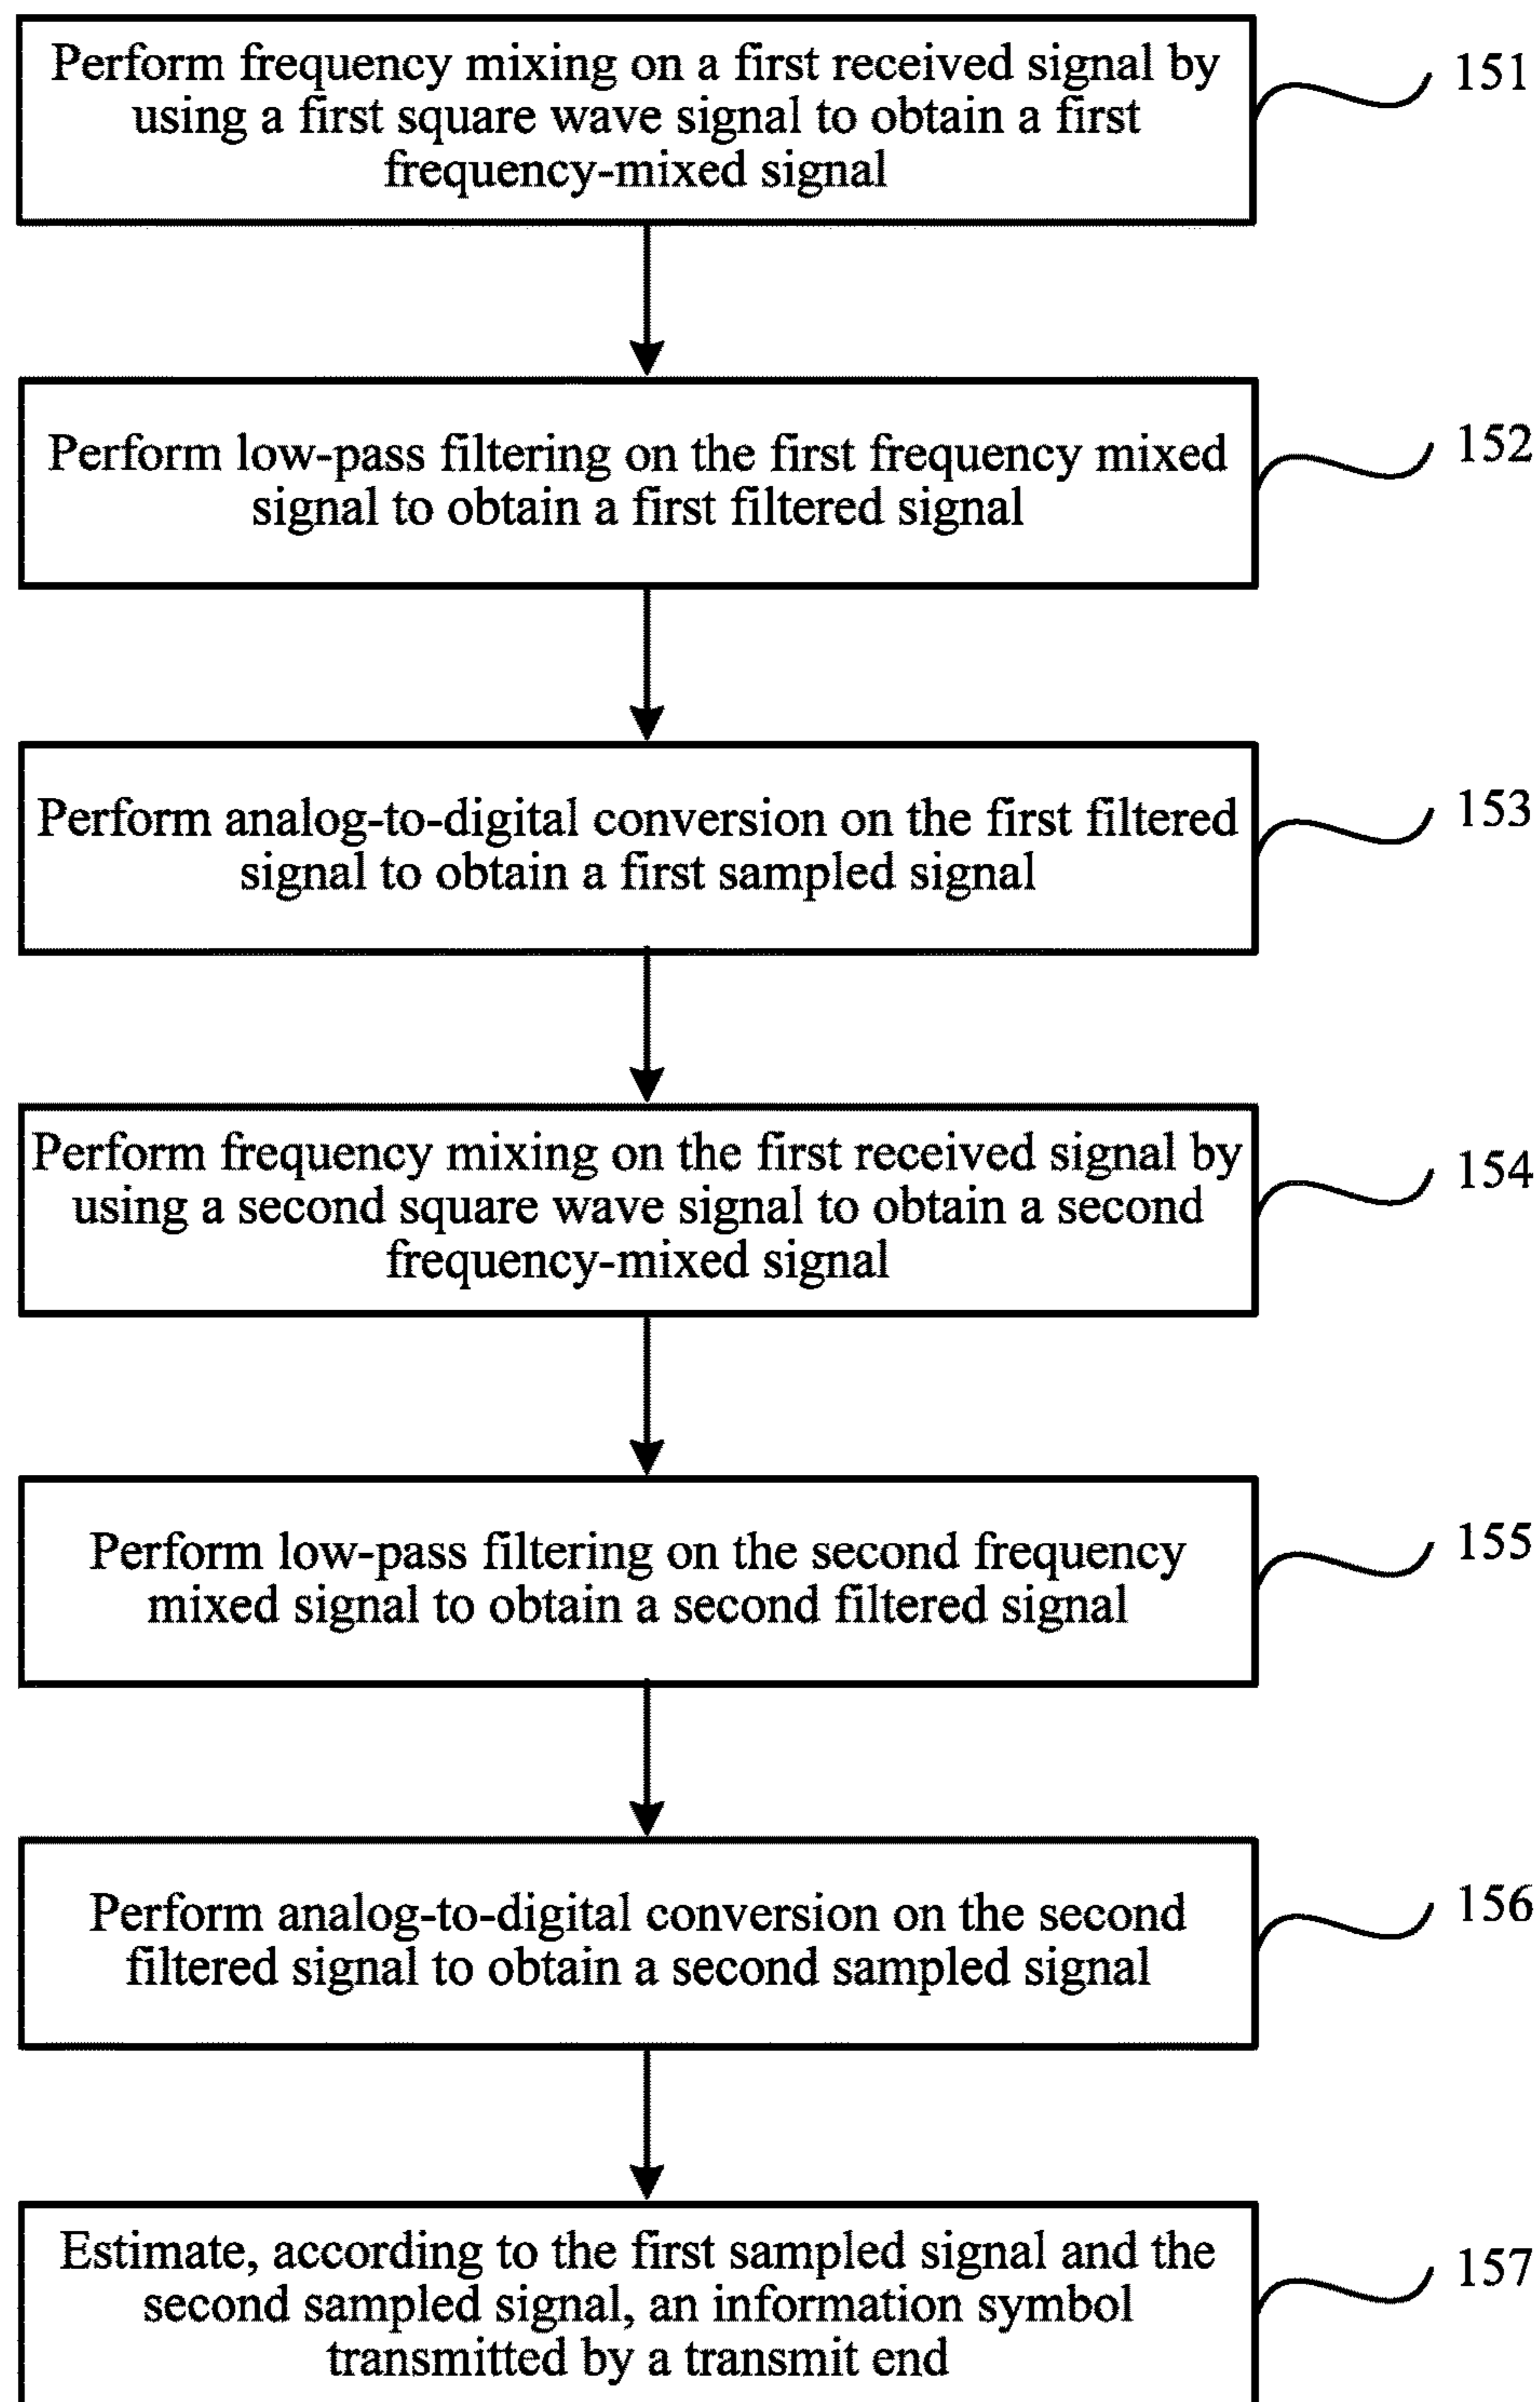 Perform frequency mixing on a first received signal by
using a first square wave signal to obtain a first
frequency-mixed signal
151
Perform low-pass filtering on the first frequency mixed
signal to obtain a first filtered signal
152
Perform analog-to-digital conversion on the first filtered
signal to obtain a first sampled signal
153
Perform frequency mixing on the first received signal by
using a second square wave signal to obtain a second
frequency-mixed signal
154
Perform low-pass filtering on the second frequency
mixed signal to obtain a second filtered signal
155
Perform analog-to-digital conversion on the second
filtered signal to obtain a second sampled signal
156
Estimate, according to the first sampled signal and the
second sampled signal, an information symbol
transmitted by a transmit end
157